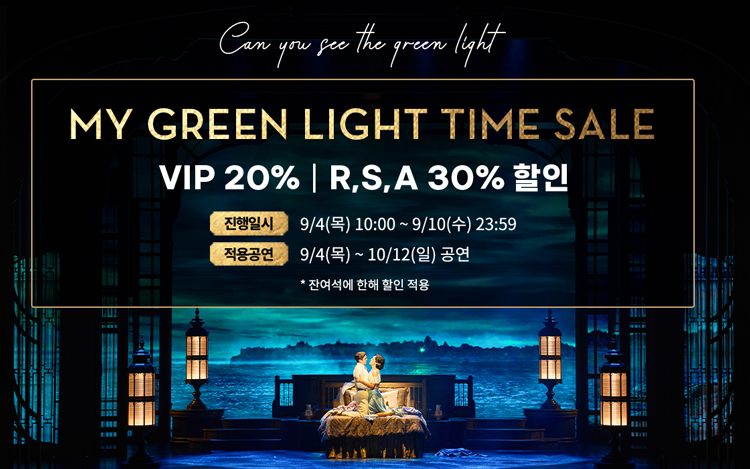 Can you see the green light
MY GREEN LIGHT TIME SALE
VIP 20% | R,S,A 30% 할인
진행일시 9/4(목) 10:00 ~ 9/10(수) 23:59
적용공연 9/4(목) ~ 10/12(일) 공연
* 잔여석에 한해 할인 적용